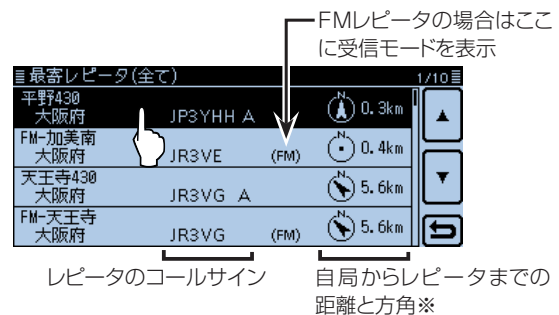 FMレピータの場合はここ
に受信モードを表示
最寄レピータ(全て) 1/10
平野430
大阪府 JP3YHH A N 0.3km
FM-加美南
大阪府 JR3VE (FM) N 0.4km
天王寺430
大阪府 JR3VG A N 5.6km
FM-天王寺
大阪府 JR3VG (FM) N 5.6km
レピータのコールサイン
自局からレピータまでの
距離と方角※